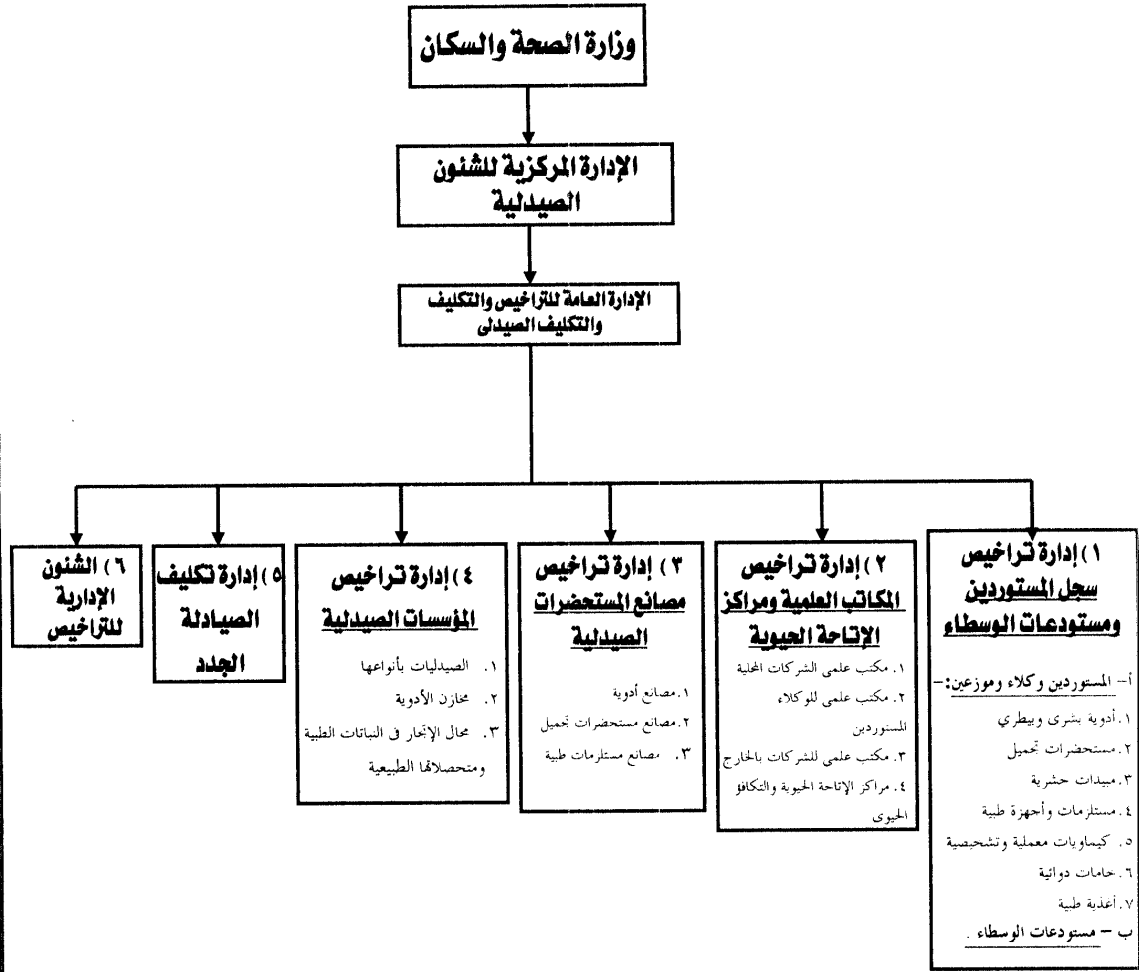 وزارة الصحة والسكان
الإدارة المركزية للشئون
الصيدلية
الإدارة العامة للتراخيص والتكليف
والتكليف الصيدلى
١) إدارة تراخيص
سجل المستوردين
ومستودعات الوسطاء
أ- المستوردين وكلاء وموزعين:-
١. أدوية بشرى وبيطري
٢. مستحضرات تجميل
٣. مبيدات حشرية
٤. مستلزمات وأجهزة طبية
٥. كيماويات معملية وتشخيصية
٦. خامات دوائية
٧. أغذية طبية
ب - مستودعات الوسطاء .
٢) إدارة تراخيص
المكاتب العلمية ومراكز
الإتاحة الحيوية
١. مكتب علمى الشركات المحلية
٢. مكتب علمى للوكلاء
المستوردين
٣. مكتب علمى للشركات بالخارج
٤. مراكز الإتاحة الحيوية والتكافؤ
الحيوى
٣) إدارة تراخيص
مصانع المستحضرات
الصيدلية
١. مصانع أدوية
٢. مصانع مستحضرات تجميل
٣. مصانع مستلزمات طبية
٤) إدارة تراخيص
المؤسسات الصيدلية
١. الصيدليات بأنواعها
٢. مخازن الأدوية
٣. محال الإتجار فى النباتات الطبية
ومتحصلاتها الطبيعية
٥) إدارة تكليف
الصيادلة
الجدد
٦) الشئون
الإدارية
للتراخيص